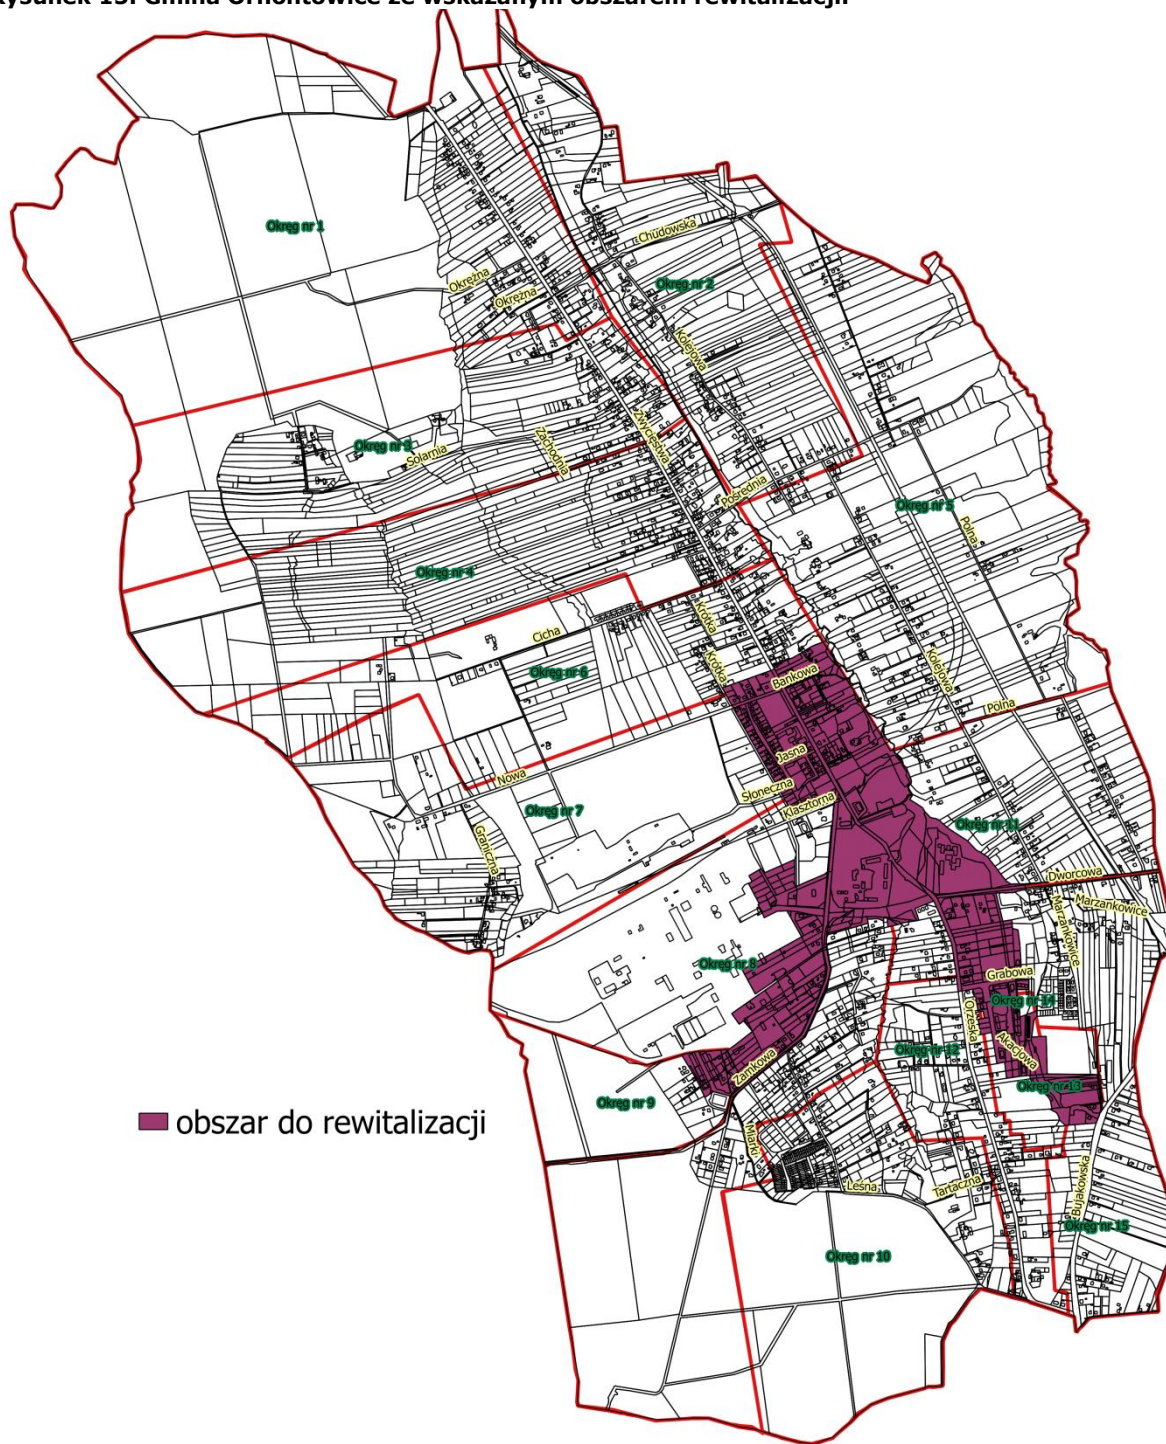 Rysunek 13. Gmina Ornontowice ze wskazanym obszarem rewitalizacji
Okręg nr 1
Chudowska
Okrężna
Okrężna
Okręg nr 2
Kolejowa
Zwycięstwa
Zachodnia
Okręg nr 3
Solarnia
Pośrednia
Okręg nr 5
Polna
Okręg nr 4
Krótka
Cicha
Krótka
Okręg nr 6
Bankowa
Kolejowa
Polna
Jasna
Nowa
Słoneczna
Klasztorna
Okręg nr 7
Okręg nr 11
Graniczna
Dworcowa
Marzankowice
Marzankowice
Okręg nr 8
Grabowa
Okręg nr 14
Orzeska
Akacjowa
Okręg nr 12
Zamkowa
Okręg nr 13
Okręg nr 9
obszar do rewitalizacji
Miarki
Leśna
Tartaczna
Bujakowska
Okręg nr 15
Okręg nr 10